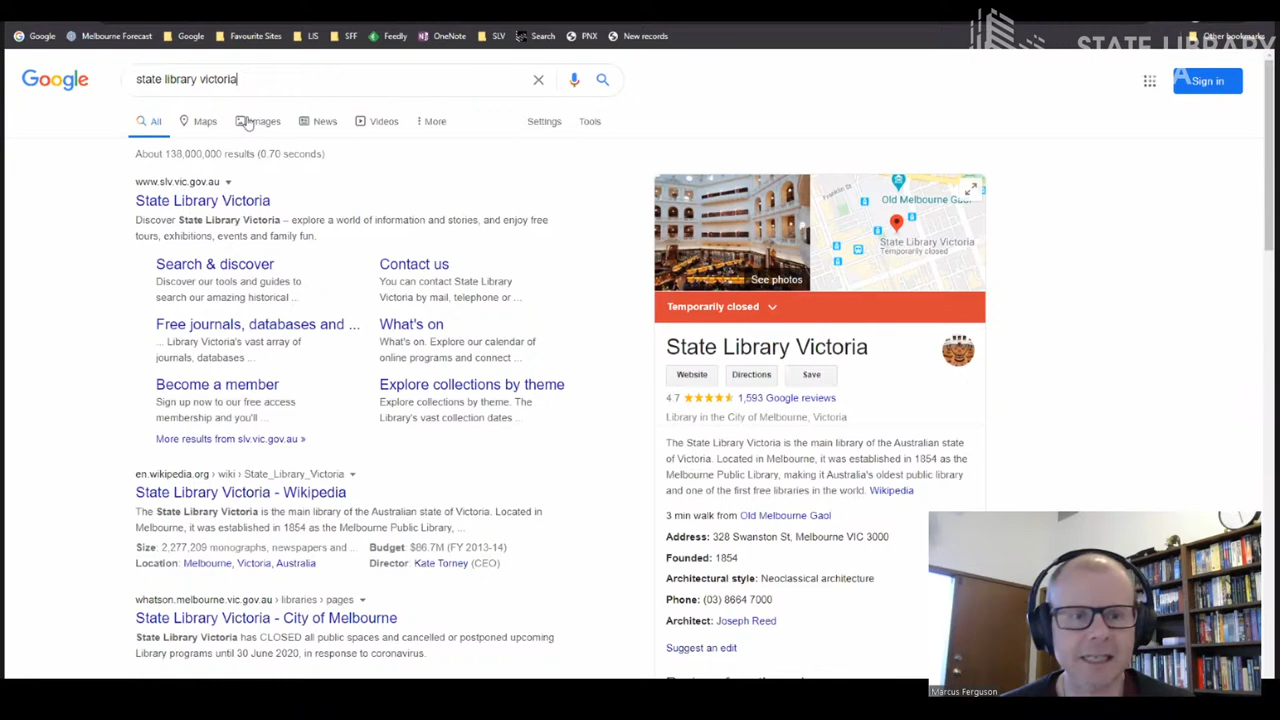 Google Melbourne Forecast Google Favourite Sites LIS SFF Feedly OneNote SLV Search PNX New records Other bookmarks
STATE LIBRARY
Google state library victoria Sign in
All Maps Images News Videos More Settings Tools
About 138,000,000 results (0.70 seconds)
www.slv.vic.gov.au
State Library Victoria
Discover State Library Victoria – explore a world of information and stories, and enjoy free
tours, exhibitions, events and family fun.
Search & discover
Discover our tools and guides to
search our amazing historical ...
Contact us
You can contact State Library
Victoria by mail, telephone or ...
Free journals, databases and ...
... Library Victoria's vast array of
journals, databases ...
What's on
What's on. Explore our calendar of
online programs and connect ...
Become a member
Sign up now to our free access
membership and you'll ...
Explore collections by theme
Explore collections by theme. The
Library's vast collection dates ...
More results from slv.vic.gov.au »
en.wikipedia.org › wiki › State_Library_Victoria
State Library Victoria - Wikipedia
The State Library Victoria is the main library of the Australian state of Victoria. Located in
Melbourne, it was established in 1854 as the Melbourne Public Library, ...
Size: 2,277,209 monographs, newspapers and ... Budget: $86.7M (FY 2013-14)
Location: Melbourne, Victoria, Australia Director: Kate Torney (CEO)
whatson.melbourne.vic.gov.au › libraries › pages
State Library Victoria - City of Melbourne
State Library Victoria has CLOSED all public spaces and cancelled or postponed upcoming
Library programs until 30 June 2020, in response to coronavirus.
See photos
Franklin St
Old Melbourne Gaol
State Library Victoria
Temporarily closed
Temporarily closed
State Library Victoria
Website Directions Save
4.7 1,593 Google reviews
Library in the City of Melbourne, Victoria
The State Library Victoria is the main library of the Australian state
of Victoria. Located in Melbourne, it was established in 1854 as the
Melbourne Public Library, making it Australia's oldest public library
and one of the first free libraries in the world. Wikipedia
3 min walk from Old Melbourne Gaol
Address: 328 Swanston St, Melbourne VIC 3000
Founded: 1854
Architectural style: Neoclassical architecture
Phone: (03) 8664 7000
Architect: Joseph Reed
Suggest an edit
Marcus Ferguson